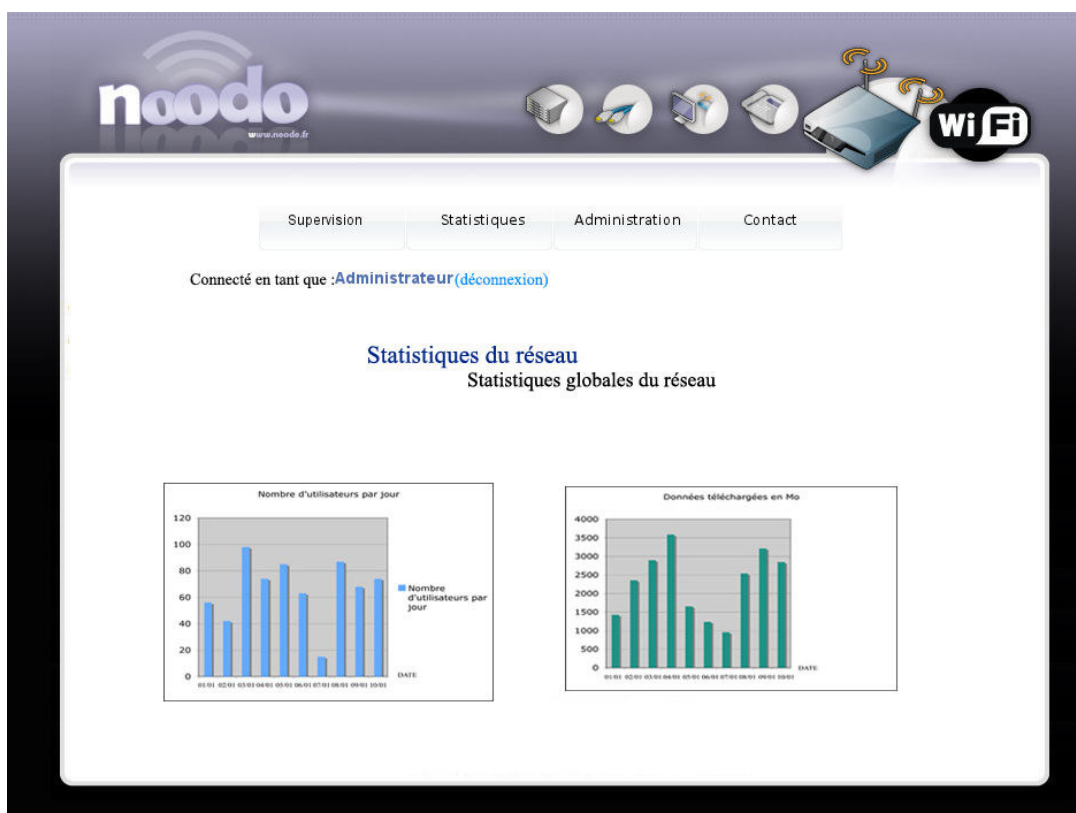 noodo
www.noodo.fr
Wi Fi
Supervision Statistiques Administration Contact
Connecté en tant que :Administrateur(déconnexion)
Statistiques du réseau
Statistiques globales du réseau
Nombre d'utilisateurs par jour
120
100
80
60
40
20
0
01/01 02/01 03/01 04/01 05/01 06/01 07/01 08/01 09/01 10/01
DATE
Nombre
d'utilisateurs par
jour
Données téléchargées en Mo
4000
3500
3000
2500
2000
1500
1000
500
0
01/01 02/01 03/01 04/01 05/01 06/01 07/01 08/01 09/01 10/01
DATE